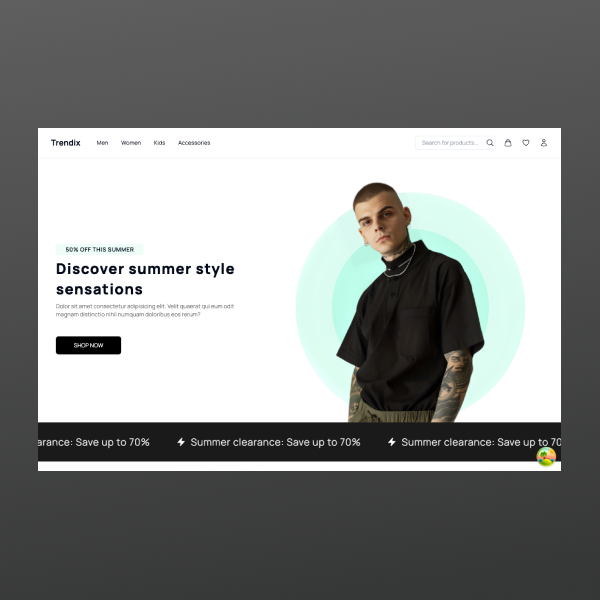 Trendix Men Women Kids Accessories Search for products...
50% OFF THIS SUMMER
Discover summer style
sensations
Dolor sit amet consectetur adipisicing elit. Velit quaerat qui eum odit
magnam distinctio nihil numquam doloribus eos rerum?
SHOP NOW
arance: Save up to 70% Summer clearance: Save up to 70% Summer clearance: Save up to 70